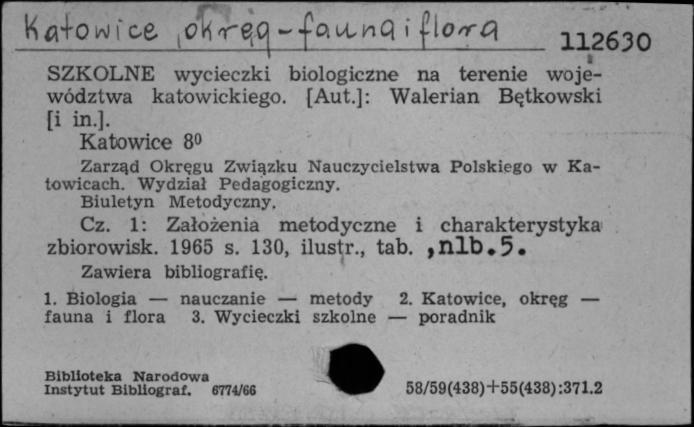 Katowice, okręg - fauna i flora
112630
SZKOLNE wycieczki biologiczne na terenie woje-
wództwa katowickiego. [Aut.]: Walerian Bętkowski
[i in.].
Katowice 8⁰
Zarząd Okręgu Związku Nauczycielstwa Polskiego w Ka-
towicach. Wydział Pedagogiczny.
Biuletyn Metodyczny.
Cz. 1: Założenia metodyczne i charakterystyka
zbiorowisk. 1965 s. 130, ilustr., tab. ,nlb.5.
Zawiera bibliografię.
1. Biologia — nauczanie — metody 2. Katowice, okręg —
fauna i flora 3. Wycieczki szkolne — poradnik
Biblioteka Narodowa
Instytut Bibliograf. 6774/66
58/59(438)+55(438):371.2